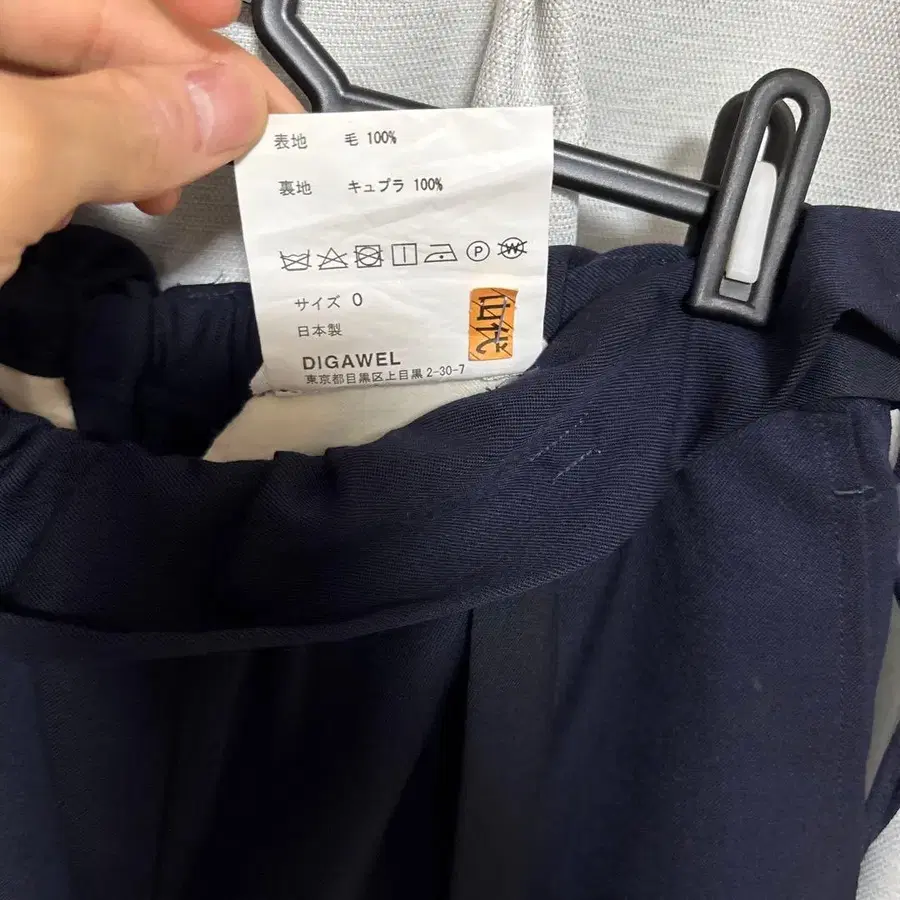 表地 毛 100%
裏地 キュプラ 100%
P W
サイズ 0
日本製
DIGAWEL
東京都目黒区上目黒 2-30-7